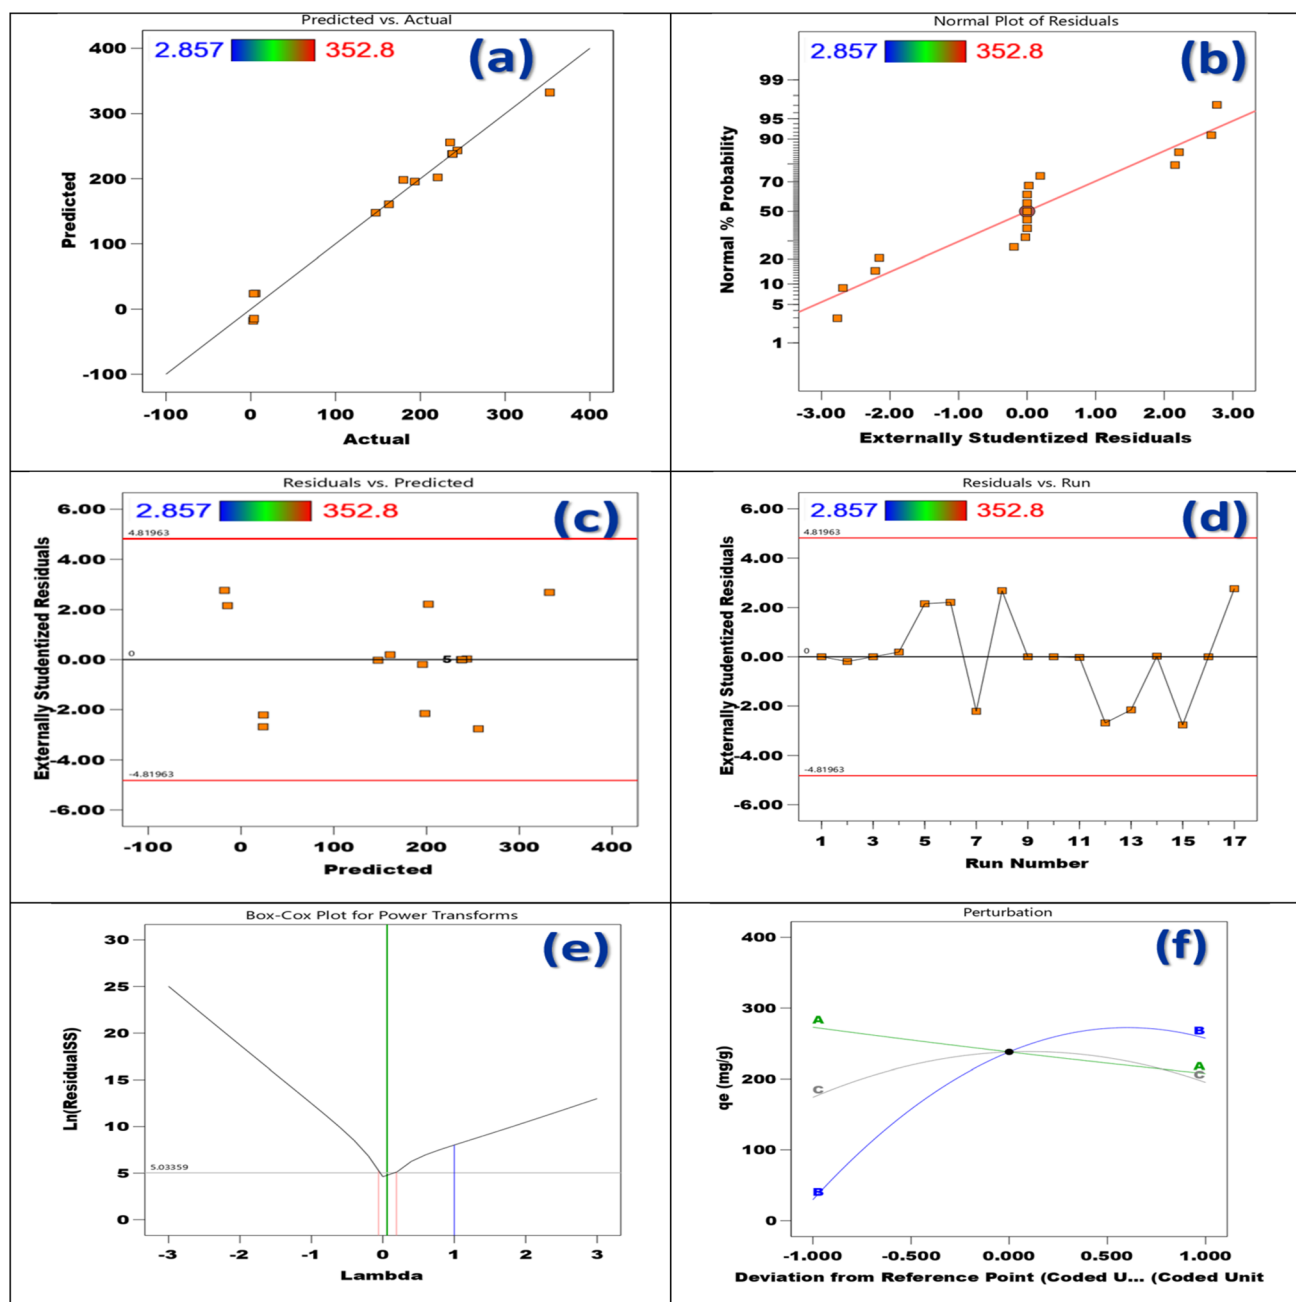 Predicted vs. Actual
2.857 352.8
(a)
400
300
200
100
0
-100
Predicted
-100 0 100 200 300 400
Actual
Normal Plot of Residuals
2.857 352.8
(b)
99
95
90
70
50
20
10
5
1
Normal % Probability
-3.00 -2.00 -1.00 0.00 1.00 2.00 3.00
Externally Studentized Residuals
Residuals vs. Predicted
2.857 352.8
(c)
6.00
4.81963
4.00
2.00
0
0.00
5
-2.00
-4.00
-4.81963
-6.00
Externally Studentized Residuals
-100 0 100 200 300 400
Predicted
Residuals vs. Run
2.857 352.8
(d)
6.00
4.81963
4.00
2.00
0
0.00
-2.00
-4.00
-4.81963
-6.00
Externally Studentized Residuals
1 3 5 7 9 11 13 15 17
Run Number
Box-Cox Plot for Power Transforms
(e)
30
25
20
15
10
5.03359
5
0
Ln(ResidualSS)
-3 -2 -1 0 1 2 3
Lambda
Perturbation
(f)
400
300
200
100
0
qe (mg/g)
A
B
A
C
C
B
-1.000 -0.500 0.000 0.500 1.000
Deviation from Reference Point (Coded U... (Coded Unit